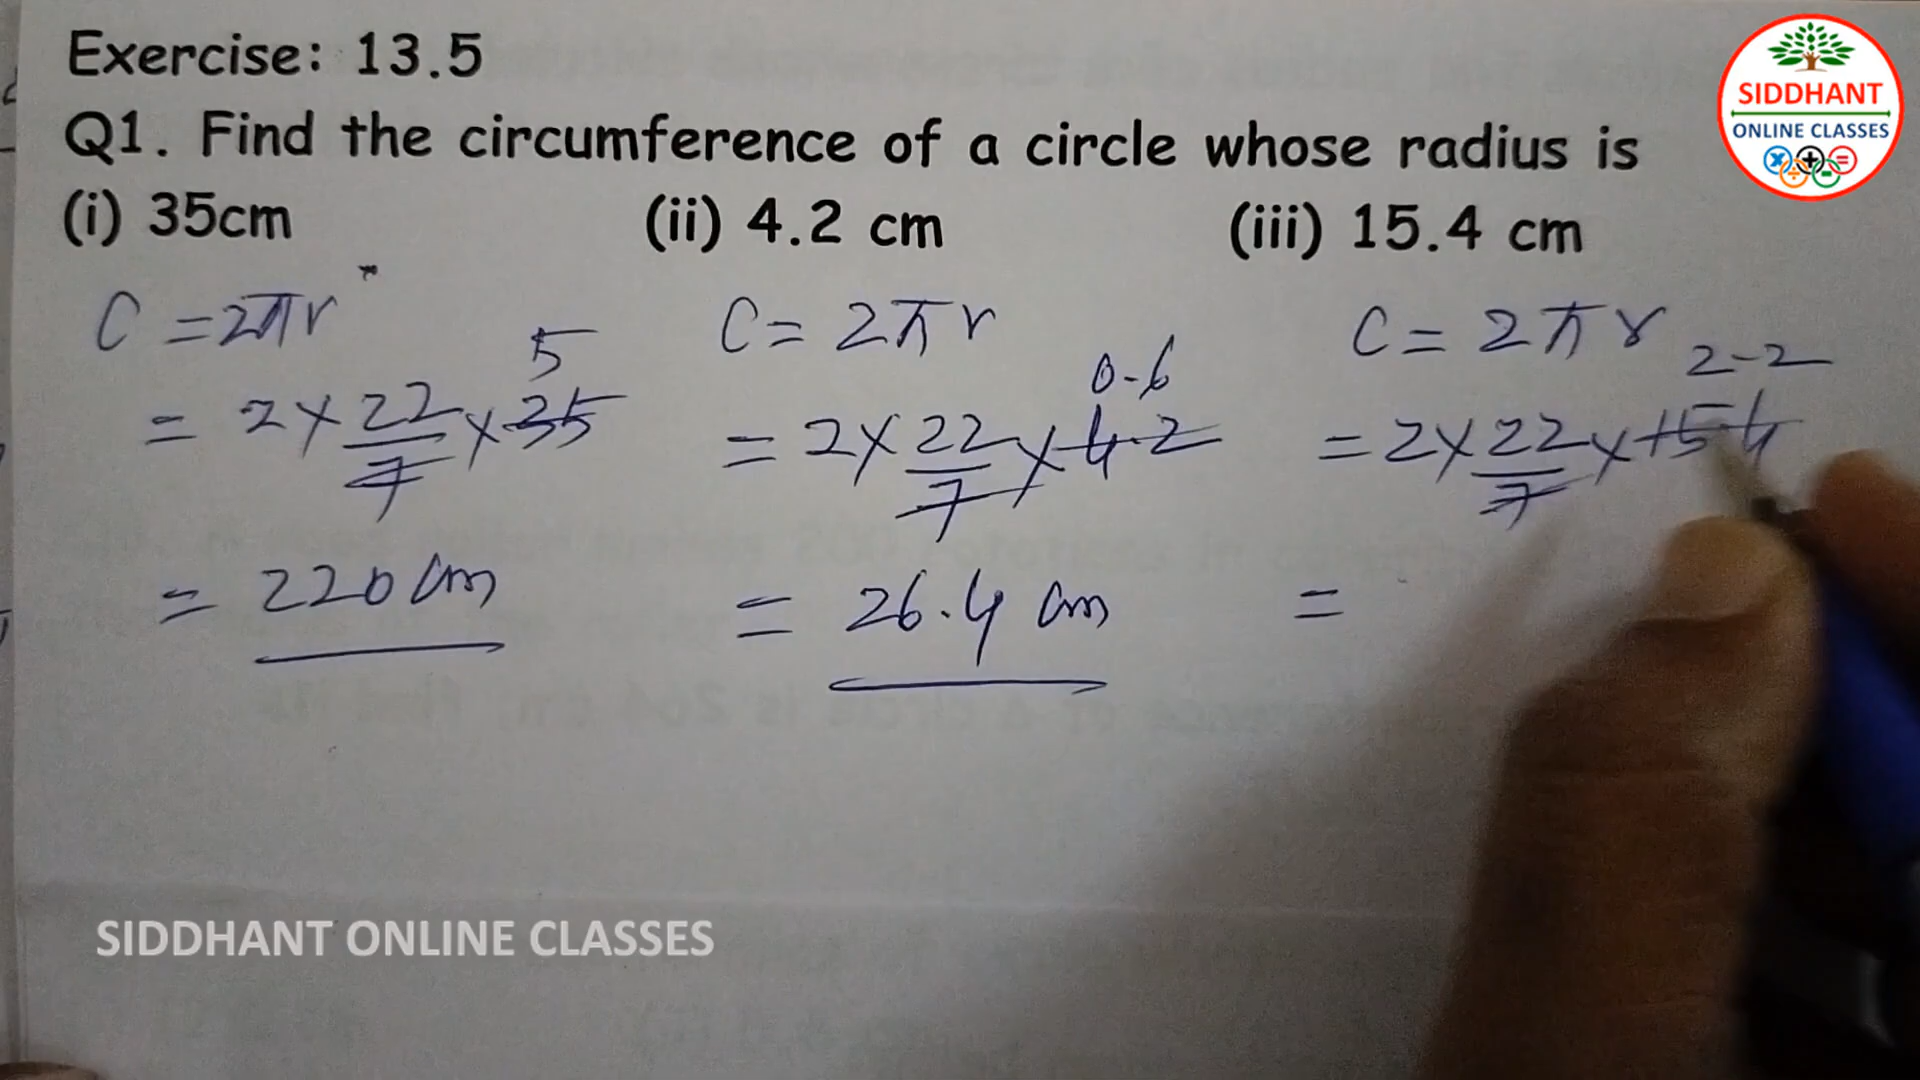 Exercise: 13.5
Q1. Find the circumference of a circle whose radius is
(i) 35cm (ii) 4.2 cm (iii) 15.4 cm
SIDDHANT
ONLINE CLASSES
C = 2πr C = 2πr C = 2πr
5 0.6 2.2
= 2 × 22/7 × 35 = 2 × 22/7 × 4.2 = 2 × 22/7 × 15.4
= 220 cm = 26.4 cm =
SIDDHANT ONLINE CLASSES